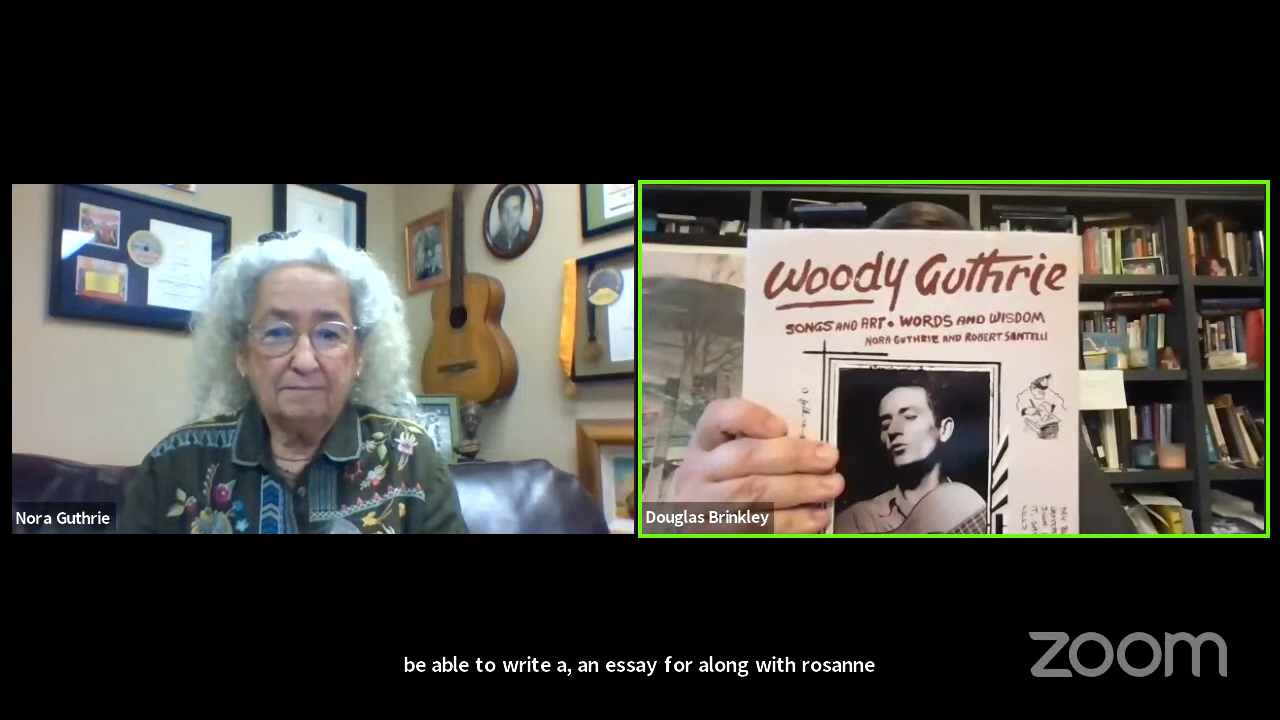 Woody Guthrie
SONGS AND ART • WORDS AND WISDOM
NORA GUTHRIE AND ROBERT SANTELLI
Nora Guthrie
Douglas Brinkley
be able to write a, an essay for along with rosanne
zoom